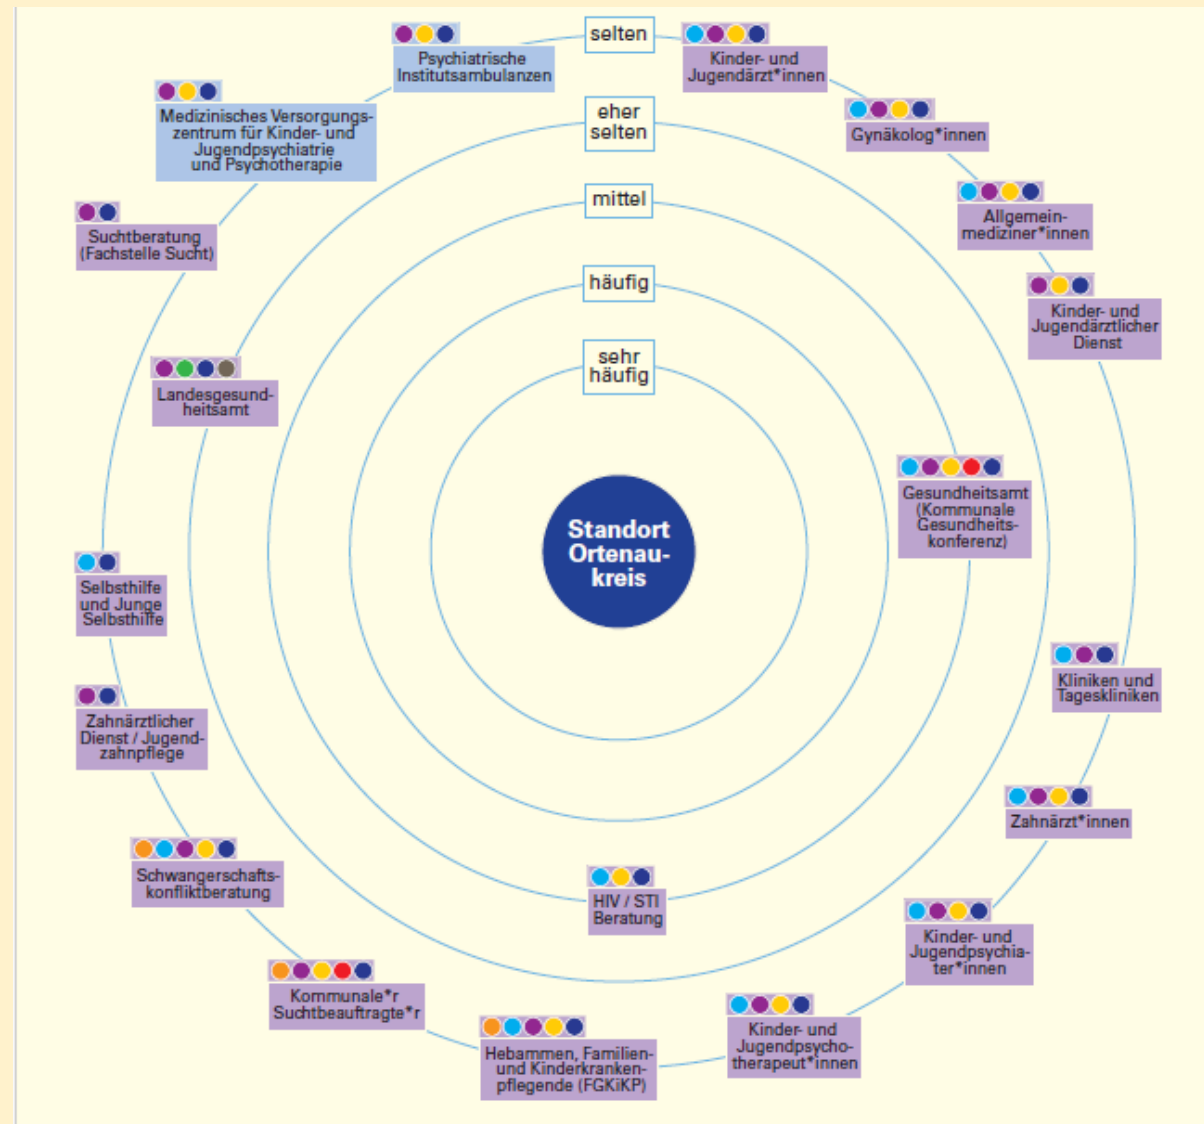 selten
eher
selten
mittel
häufig
sehr
häufig
Standort
Ortenau-
kreis
Psychiatrische
Institutsambulanzen
Kinder- und
Jugendärzt*innen
Gynäkolog*innen
Allgemein-
mediziner*innen
Kinder- und
Jugendärztlicher
Dienst
Gesundheitsamt
(Kommunale
Gesundheits-
konferenz)
Kliniken und
Tageskliniken
Zahnärzt*innen
Kinder- und
Jugendpsychia-
ter*innen
Kinder- und
Jugendpsycho-
therapeut*innen
HIV / STI
Beratung
Hebammen, Familien-
und Kinderkranken-
pflegende (FGKiKP)
Kommunale*r
Suchtbeauftragte*r
Schwangerschafts-
konfliktberatung
Zahnärztlicher
Dienst / Jugend-
zahnpflege
Selbsthilfe
und Junge
Selbsthilfe
Landesgesund-
heitsamt
Suchtberatung
(Fachstelle Sucht)
Medizinisches Versorgungs-
zentrum für Kinder- und
Jugendpsychiatrie
und Psychotherapie